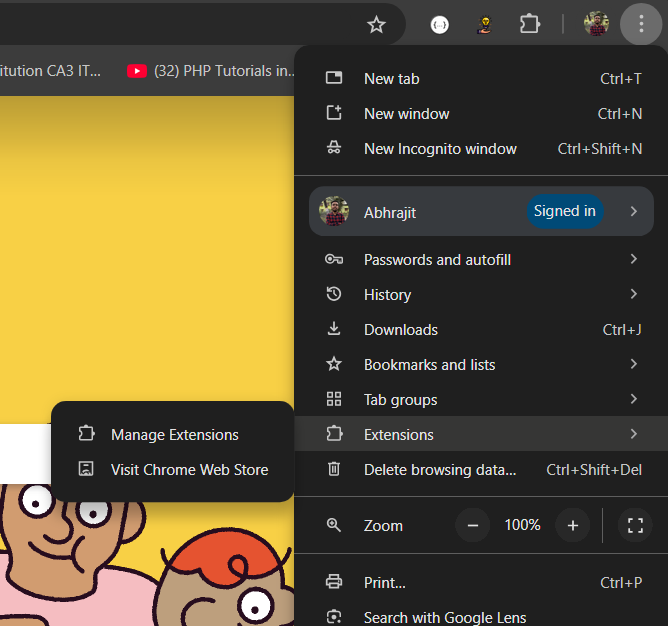 itution CA3 IT...
(32) PHP Tutorials in...
New tab Ctrl+T
New window Ctrl+N
New Incognito window Ctrl+Shift+N
Abhrajit Signed in
Passwords and autofill
History
Downloads Ctrl+J
Bookmarks and lists
Tab groups
Extensions
Manage Extensions
Visit Chrome Web Store
Delete browsing data... Ctrl+Shift+Del
Zoom − 100% +
Print... Ctrl+P
Search with Google Lens